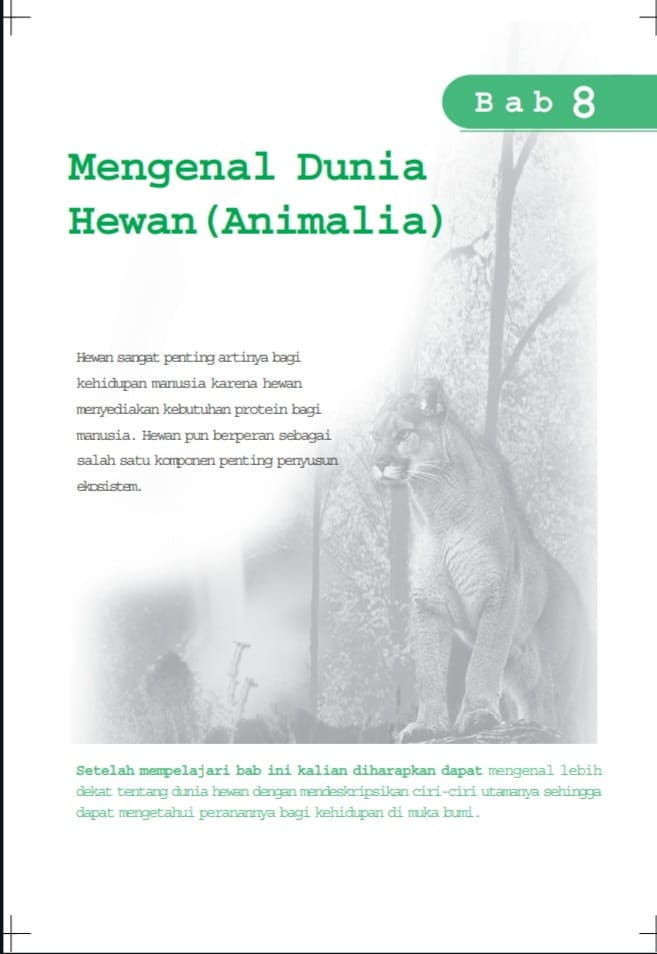 Bab 8
Mengenal Dunia
Hewan (Animalia)
Hewan sangat penting artinya bagi
kehidupan manusia karena hewan
menyediakan kebutuhan protein bagi
manusia. Hewan pun berperan sebagai
salah satu komponen penting penyusun
ekosistem.
Setelah mempelajari bab ini kalian diharapkan dapat mengenal lebih
dekat tentang dunia hewan dengan mendeskripsikan ciri-ciri utamanya sehingga
dapat mengetahui peranannya bagi kehidupan di muka bumi.